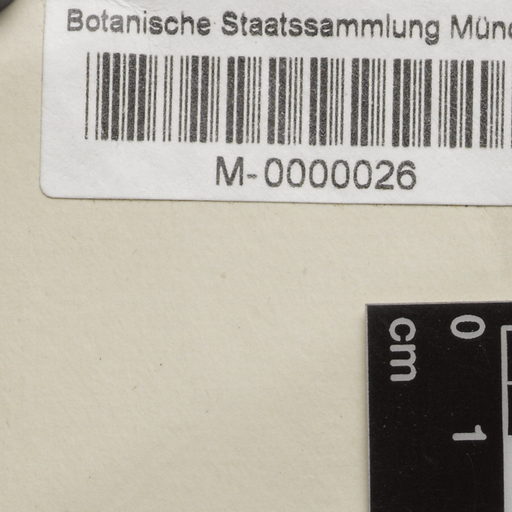 Botanische Staatssammlung Münc
M-0000026
cm
0
1